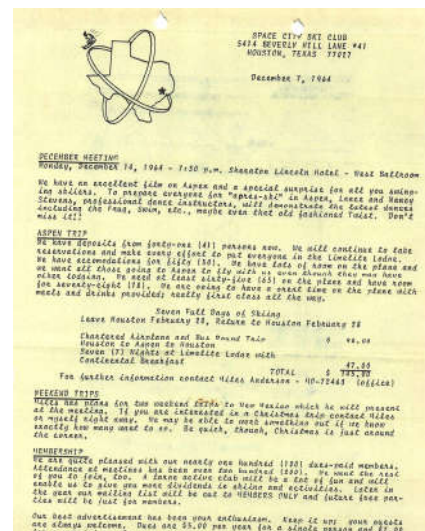 SPACE CITY SKI CLUB
5414 BEVERLY HILL LANE #41
HOUSTON, TEXAS 77027
December 7, 1964
DECEMBER MEETING
Monday, December 14, 1964 - 7:30 p.m. Sheraton Lincoln Hotel - West Ballroom
We have an excellent film on Aspen and a special surprise for all you swing-
ing skiiers. To prepare everyone for "apres-ski" in Aspen, and Nancy
Stevens, professional dance instructors, will demonstrate the latest dances
including the Frug, Swim, etc., maybe even that old fashioned Twist. Don't
miss it!!
ASPEN TRIP
We have deposits from forty-one (41) persons now. We will continue to take
reservations and make every effort to put everyone in the Limelite Lodge.
We have accomodations for fifty (50). We have lots of room on the plane and
we want all those going to Aspen to fly with us even though they may have
other lodging. We need at least sixty-five (65) on the plane and have room
for seventy-eight (78). We are going to have a great time on the plane with
meals and drinks provided; really first class all the way.
Seven Full Days of Skiing
Leave Houston February 20, Return to Houston February 28
Chartered Airplane and Bus Round Trip
Houston to Aspen to Houston $ 98.00
Seven (7) Nights at Limelite Lodge with
Continental Breakfast 47.00
TOTAL $ 145.00
For further information contact Miles Anderson - (office)
WEEKEND TRIPS
Miles has plans for two weekend trips to New Mexico which he will present
at the meeting. If you are interested in a Christmas trip contact Miles
or myself right away. We may be able to work something out if we know
exactly how many want to go. Be quick, though, Christmas is just around
the corner.
MEMBERSHIP
We are quite pleased with our nearly one hundred (100) dues-paid members.
Attendance at meetings has been over two hundred (200). We want the rest
of you to join, too. A large active club will be a lot of fun and will
enable us to give you more dividends in skiing and activities. Later in
the year our mailing list will be cut to MEMBERS ONLY and future free par-
ties will be just for members.
Our best advertisement has been your enthusiasm. Keep it up; your guests
are always welcome. Dues are $5.00 per year for a single person and